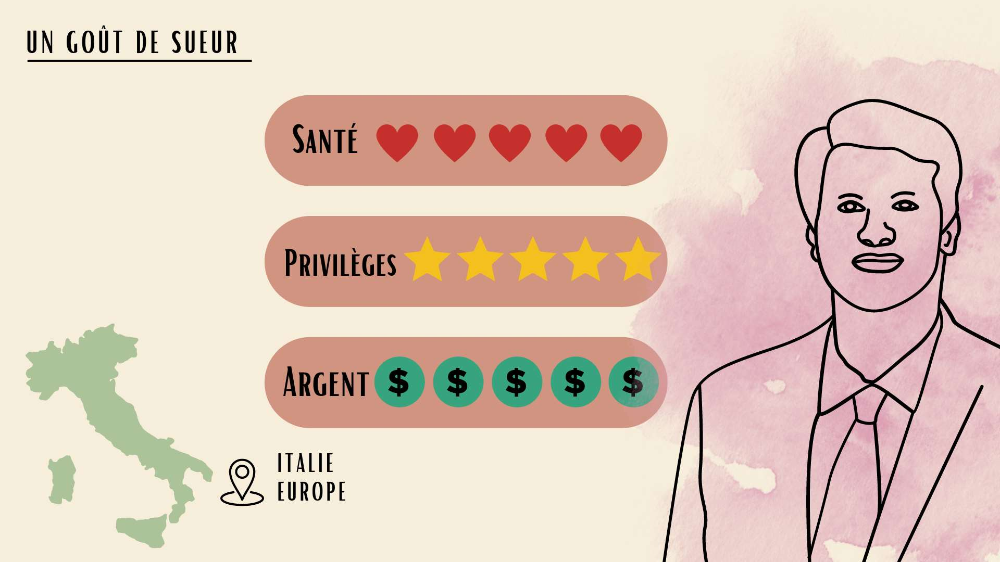 UN GOÛT DE SUEUR
SANTÉ
PRIVILÈGES
ARGENT $ $ $ $ $
ITALIE
EUROPE